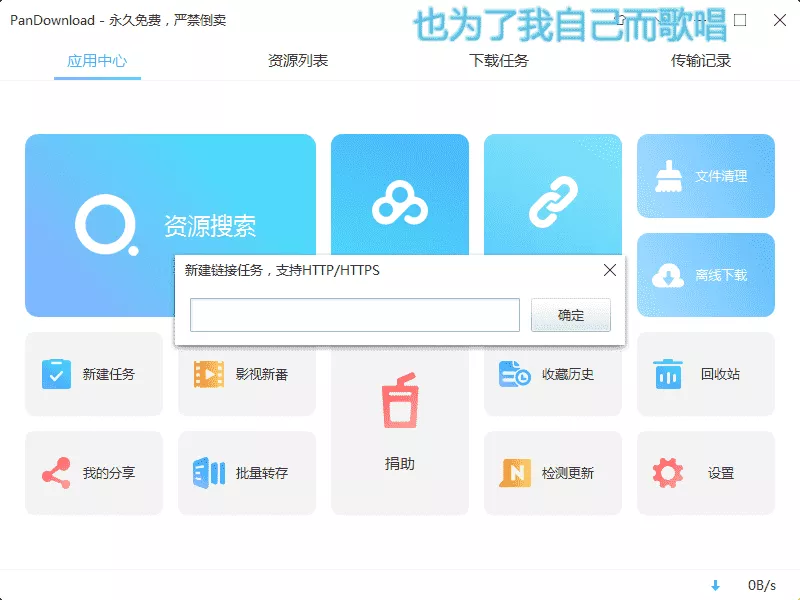 PanDownload - 永久免费，严禁倒卖
也为了我自己而歌唱
应用中心
资源列表
下载任务
传输记录
资源搜索
文件清理
离线下载
新建链接任务，支持HTTP/HTTPS
确定
新建任务
影视新番
收藏历史
回收站
捐助
我的分享
批量转存
检测更新
设置
0B/s